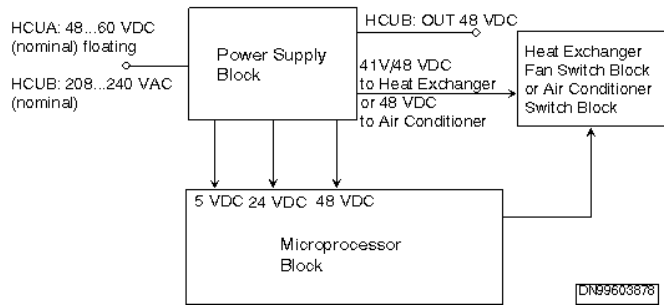 HCUA: 48...60 VDC
(nominal) floating
HCUB: 208...240 VAC
(nominal)
Power Supply
Block
HCUB: OUT 48 VDC
41V/48 VDC
to Heat Exchanger
or 48 VDC
to Air Conditioner
Heat Exchanger
Fan Switch Block
or Air Conditioner
Switch Block
5 VDC 24 VDC 48 VDC
Microprocessor
Block
DN99603878